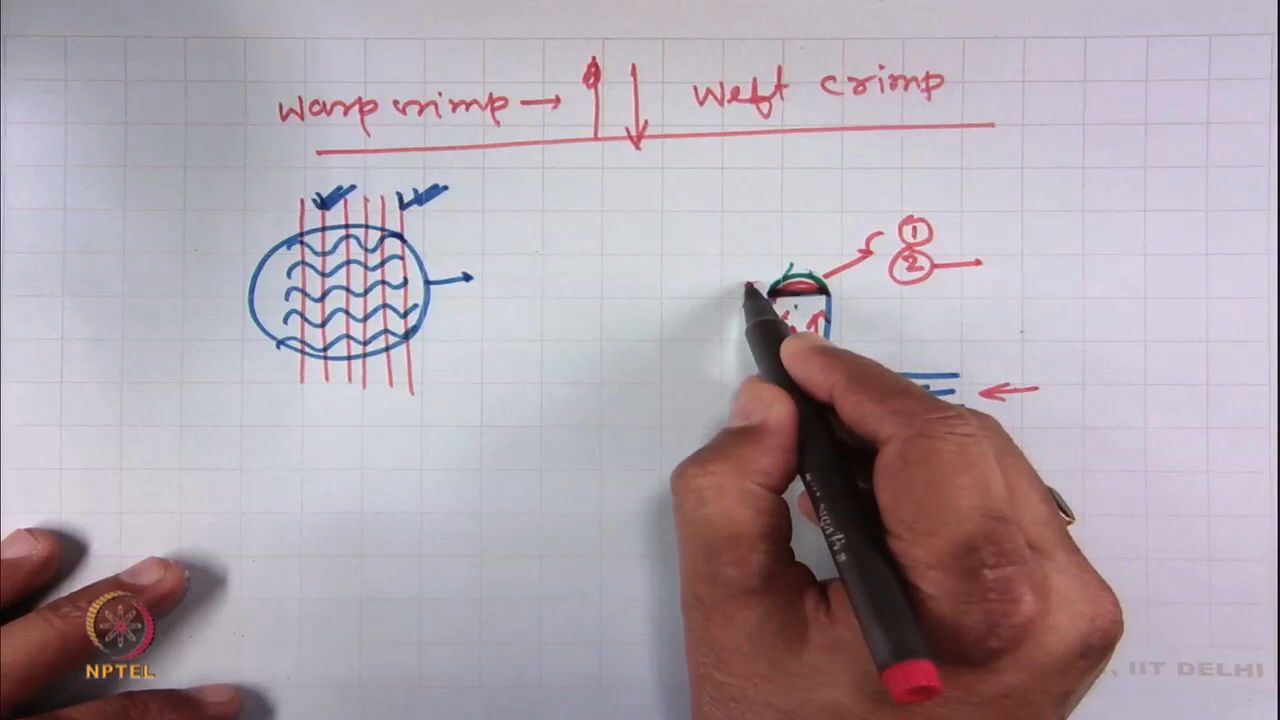 Warp crimp → ↑ ↓ Weft crimp
1
2
NPTEL
, IIT DELHI